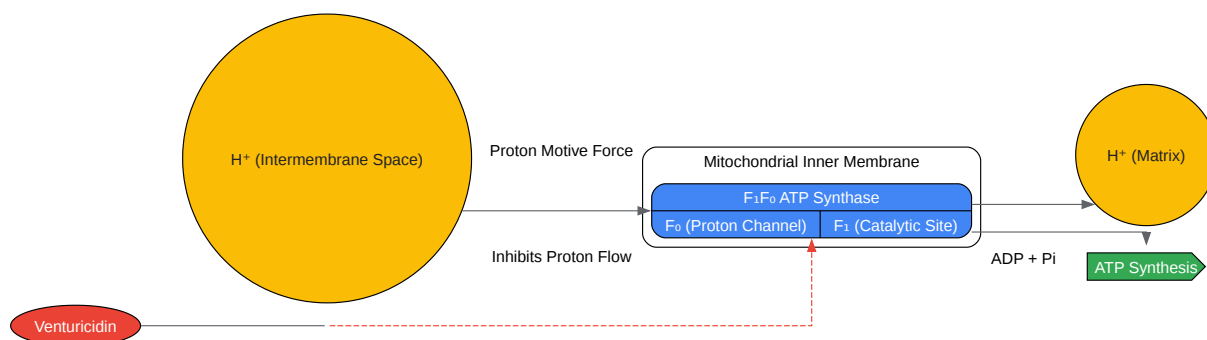 H⁺ (Intermembrane Space)
Proton Motive Force
Mitochondrial Inner Membrane
F₁F₀ ATP Synthase
F₀ (Proton Channel)
F₁ (Catalytic Site)
H⁺ (Matrix)
Inhibits Proton Flow
ADP + Pi
ATP Synthesis
Venturicidin